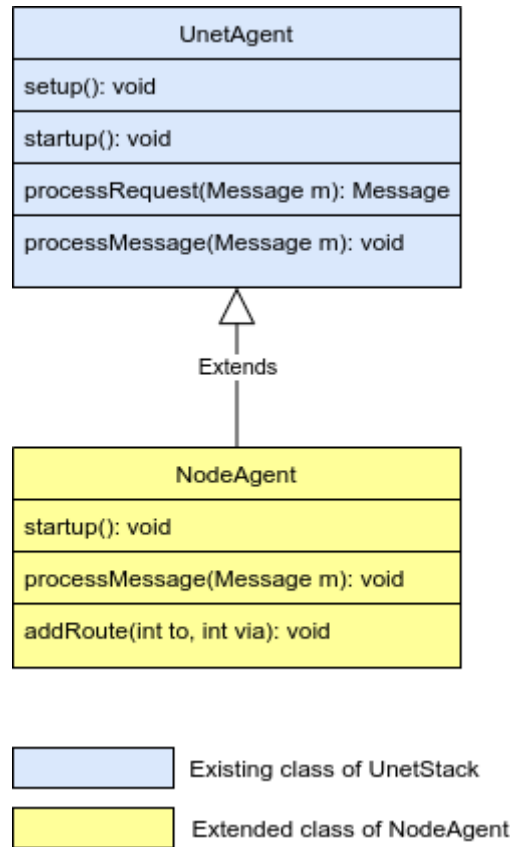 UnetAgent
setup(): void
startup(): void
processRequest(Message m): Message
processMessage(Message m): void
Extends
NodeAgent
startup(): void
processMessage(Message m): void
addRoute(int to, int via): void
Existing class of UnetStack
Extended class of NodeAgent